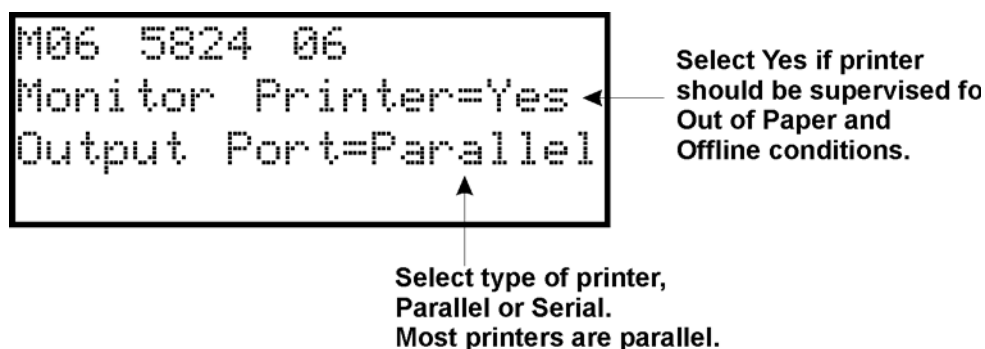 M06 5824 06
Monitor Printer=Yes
Output Port=Parallel
Select Yes if printer
should be supervised fo
Out of Paper and
Offline conditions.
Select type of printer,
Parallel or Serial.
Most printers are parallel.